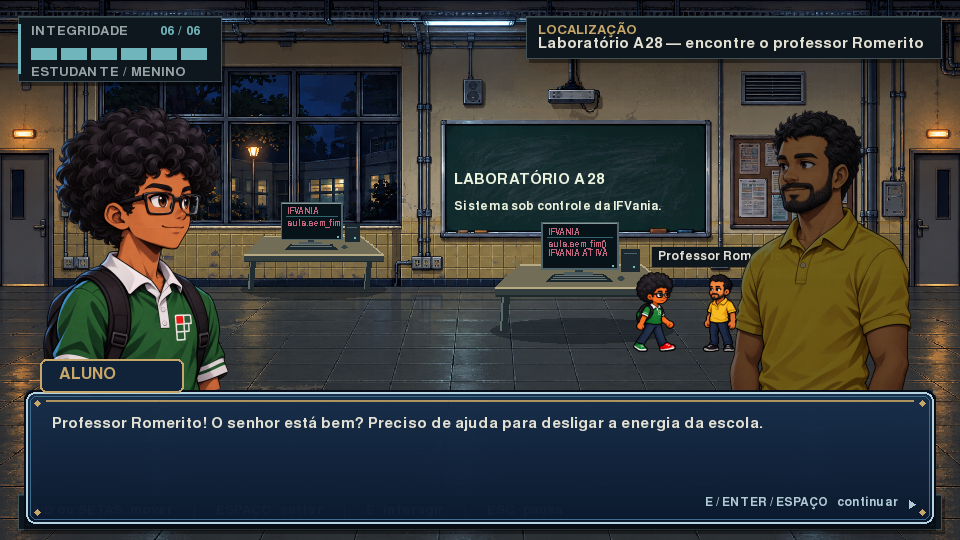 INTEGRIDADE 06 / 06
ESTUDANTE / MENINO
LOCALIZAÇÃO
Laboratório A28 — encontre o professor Romerito
LABORATÓRIO A28
Sistema sob controle da IFVania.
IFVANIA
aula.sem_fim
IFVANIA
aula.sem_fim()
IFVANIA ATIVA
Professor Rom
ALUNO
Professor Romerito! O senhor está bem? Preciso de ajuda para desligar a energia da escola.
E / ENTER / ESPAÇO continuar